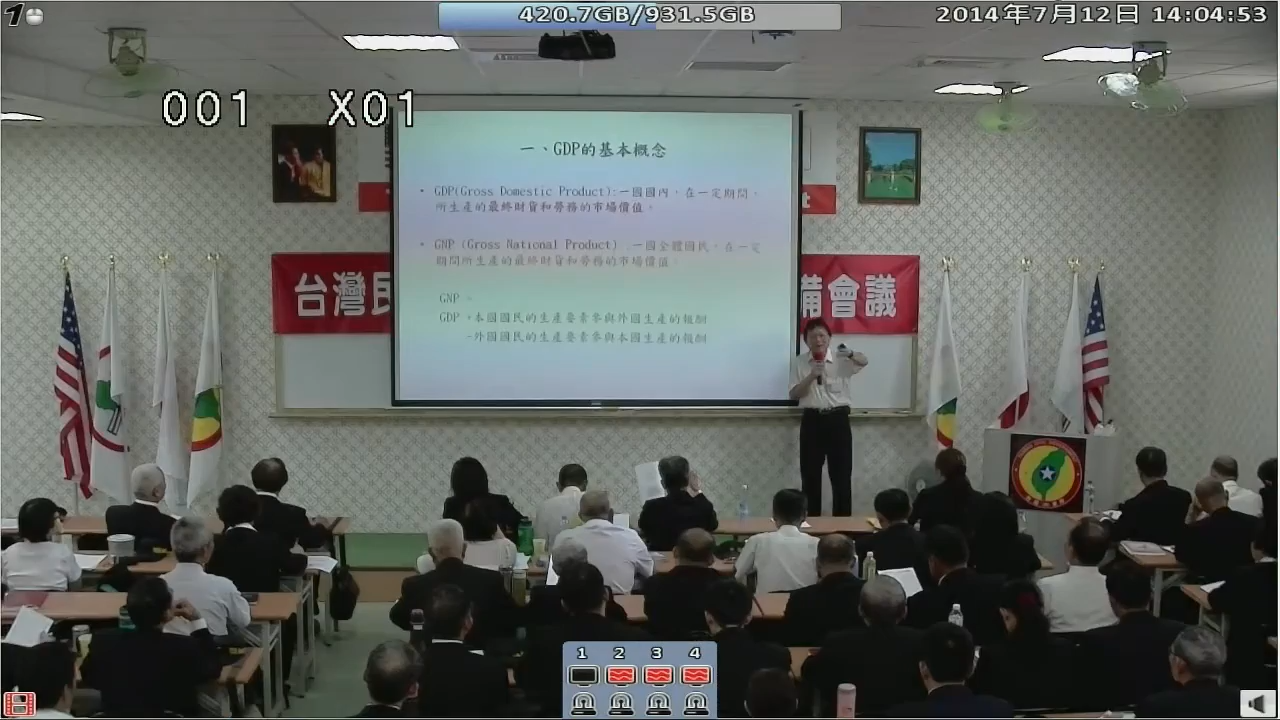 1
420.7GB/931.5GB
2014年7月12日 14:04:53
001 X01
一、GDP的基本概念
• GDP(Gross Domestic Product):一國國內,在一定期間,
所生產的最終財貨和勞務的市場價值。
• GNP (Gross National Product) :一國全體國民,在一定
期間所生產的最終財貨和勞務的市場價值。
GNP =
GDP +本國國民的生產要素參與外國生產的報酬
-外國國民的生產要素參與本國生產的報酬
台灣民
備會議
t
1 2 3 4